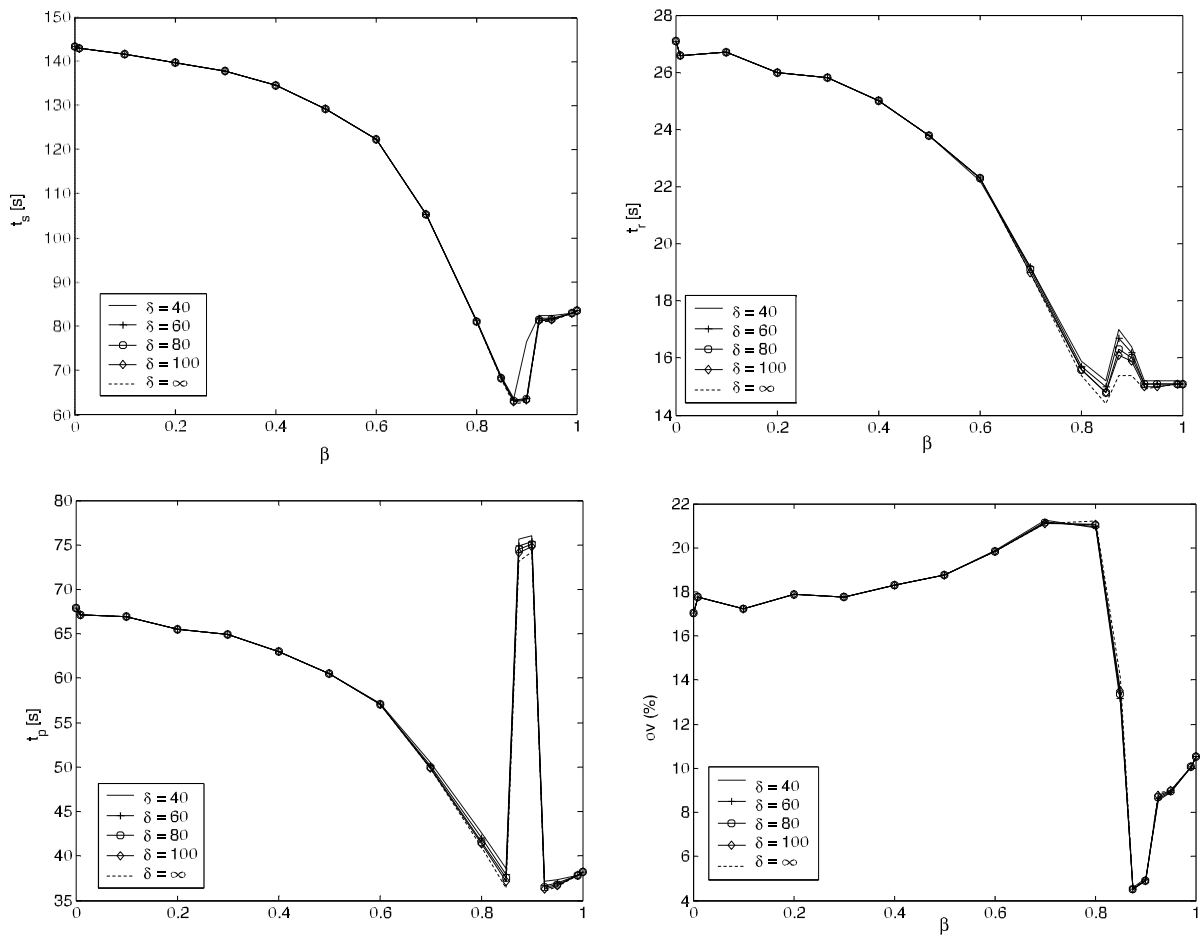 150
140
130
120
110
100
90
80
70
60
t_s [s]
δ = 40
δ = 60
δ = 80
δ = 100
δ = ∞
0 0.2 0.4 0.6 0.8 1
β
28
26
24
22
20
18
16
14
t_r [s]
δ = 40
δ = 60
δ = 80
δ = 100
δ = ∞
0 0.2 0.4 0.6 0.8 1
β
80
75
70
65
60
55
50
45
40
35
t_p [s]
δ = 40
δ = 60
δ = 80
δ = 100
δ = ∞
0 0.2 0.4 0.6 0.8 1
22
20
18
16
14
12
10
8
6
4
ov (%)
δ = 40
δ = 60
δ = 80
δ = 100
δ = ∞
0 0.2 0.4 0.6 0.8 1
β